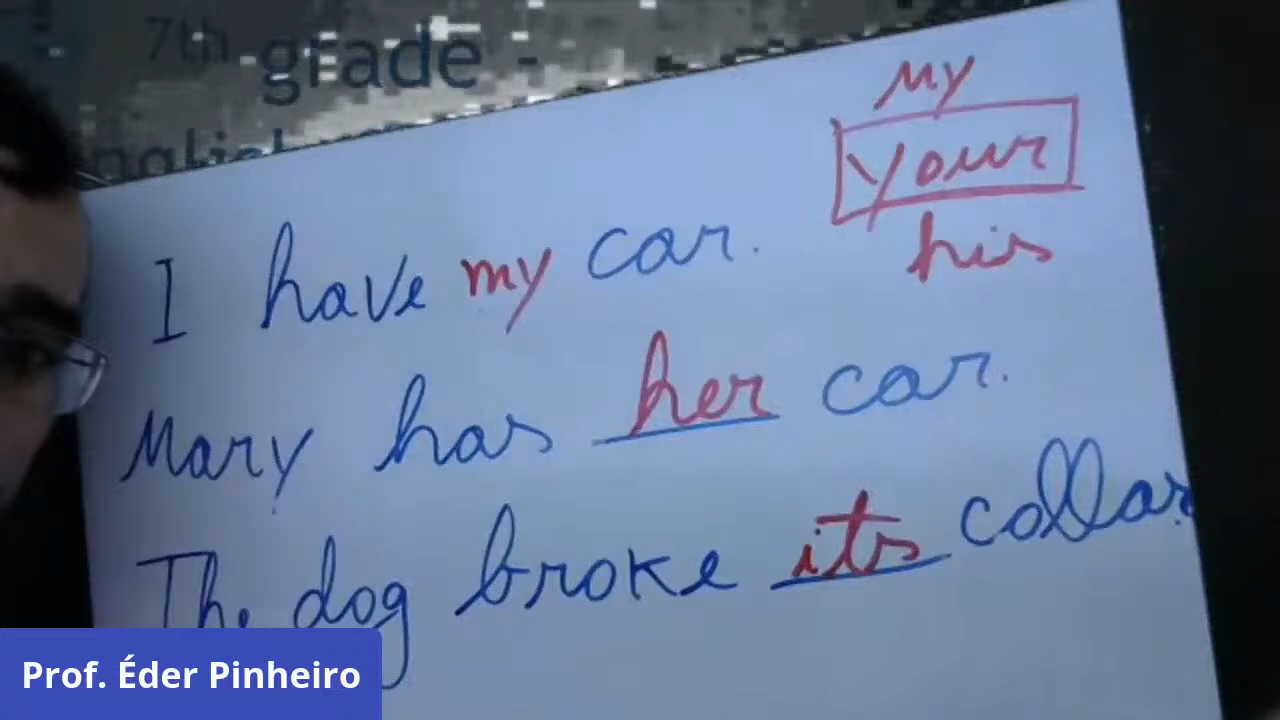 7th grade -
english
My
your
his
I have my car.
Mary has her car.
The dog broke its collar
Prof. Éder Pinheiro